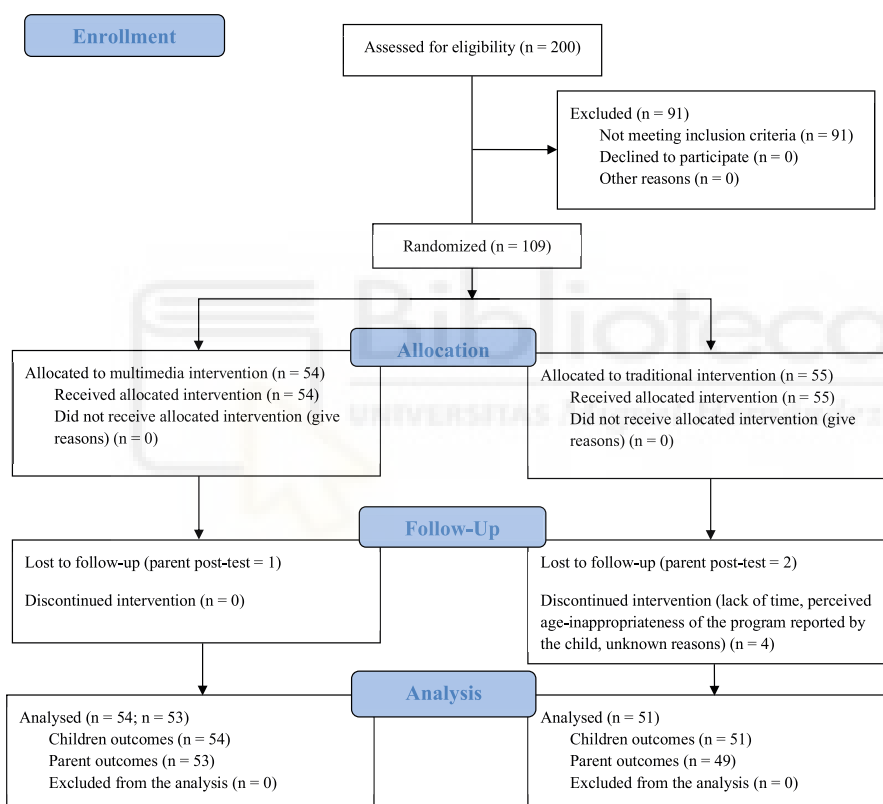 Enrollment
Assessed for eligibility (n = 200)
Excluded (n = 91)
Not meeting inclusion criteria (n = 91)
Declined to participate (n = 0)
Other reasons (n = 0)
Randomized (n = 109)
Biblioteca
UNIVERSITAS Miguel Hernández
Allocation
Allocated to multimedia intervention (n = 54)
Received allocated intervention (n = 54)
Did not receive allocated intervention (give
reasons) (n = 0)
Allocated to traditional intervention (n = 55)
Received allocated intervention (n = 55)
Did not receive allocated intervention (give
reasons) (n = 0)
Follow-Up
Lost to follow-up (parent post-test = 1)
Discontinued intervention (n = 0)
Lost to follow-up (parent post-test = 2)
Discontinued intervention (lack of time, perceived
age-inappropriateness of the program reported by
the child, unknown reasons) (n = 4)
Analysis
Analysed (n = 54; n = 53)
Children outcomes (n = 54)
Parent outcomes (n = 53)
Excluded from the analysis (n = 0)
Analysed (n = 51)
Children outcomes (n = 51)
Parent outcomes (n = 49)
Excluded from the analysis (n = 0)